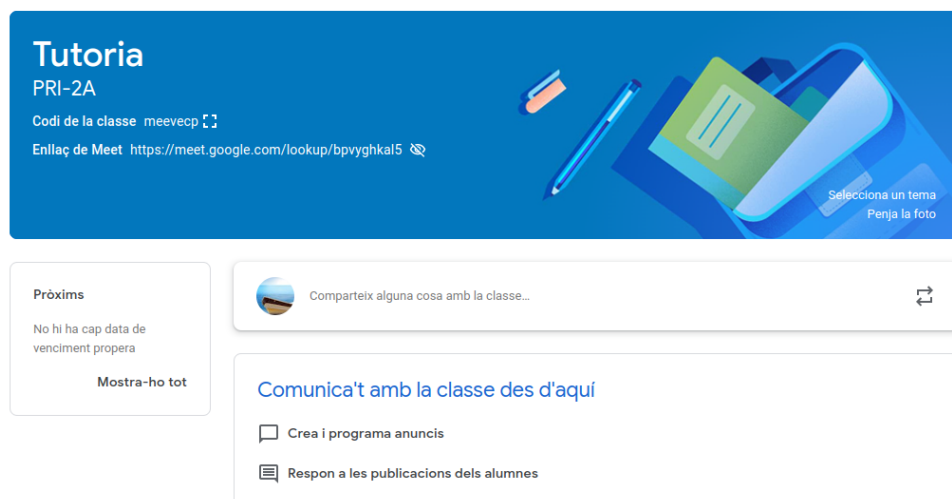 Tutoria
PRI-2A
Codi de la classe meevecp
Enllaç de Meet https://meet.google.com/lookup/bpvyghkal5
Selecciona un tema
Penja la foto
Pròxims
No hi ha cap data de
venciment propera
Mostra-ho tot
Comparteix alguna cosa amb la classe…
Comunica't amb la classe des d'aquí
Crea i programa anuncis
Respon a les publicacions dels alumnes